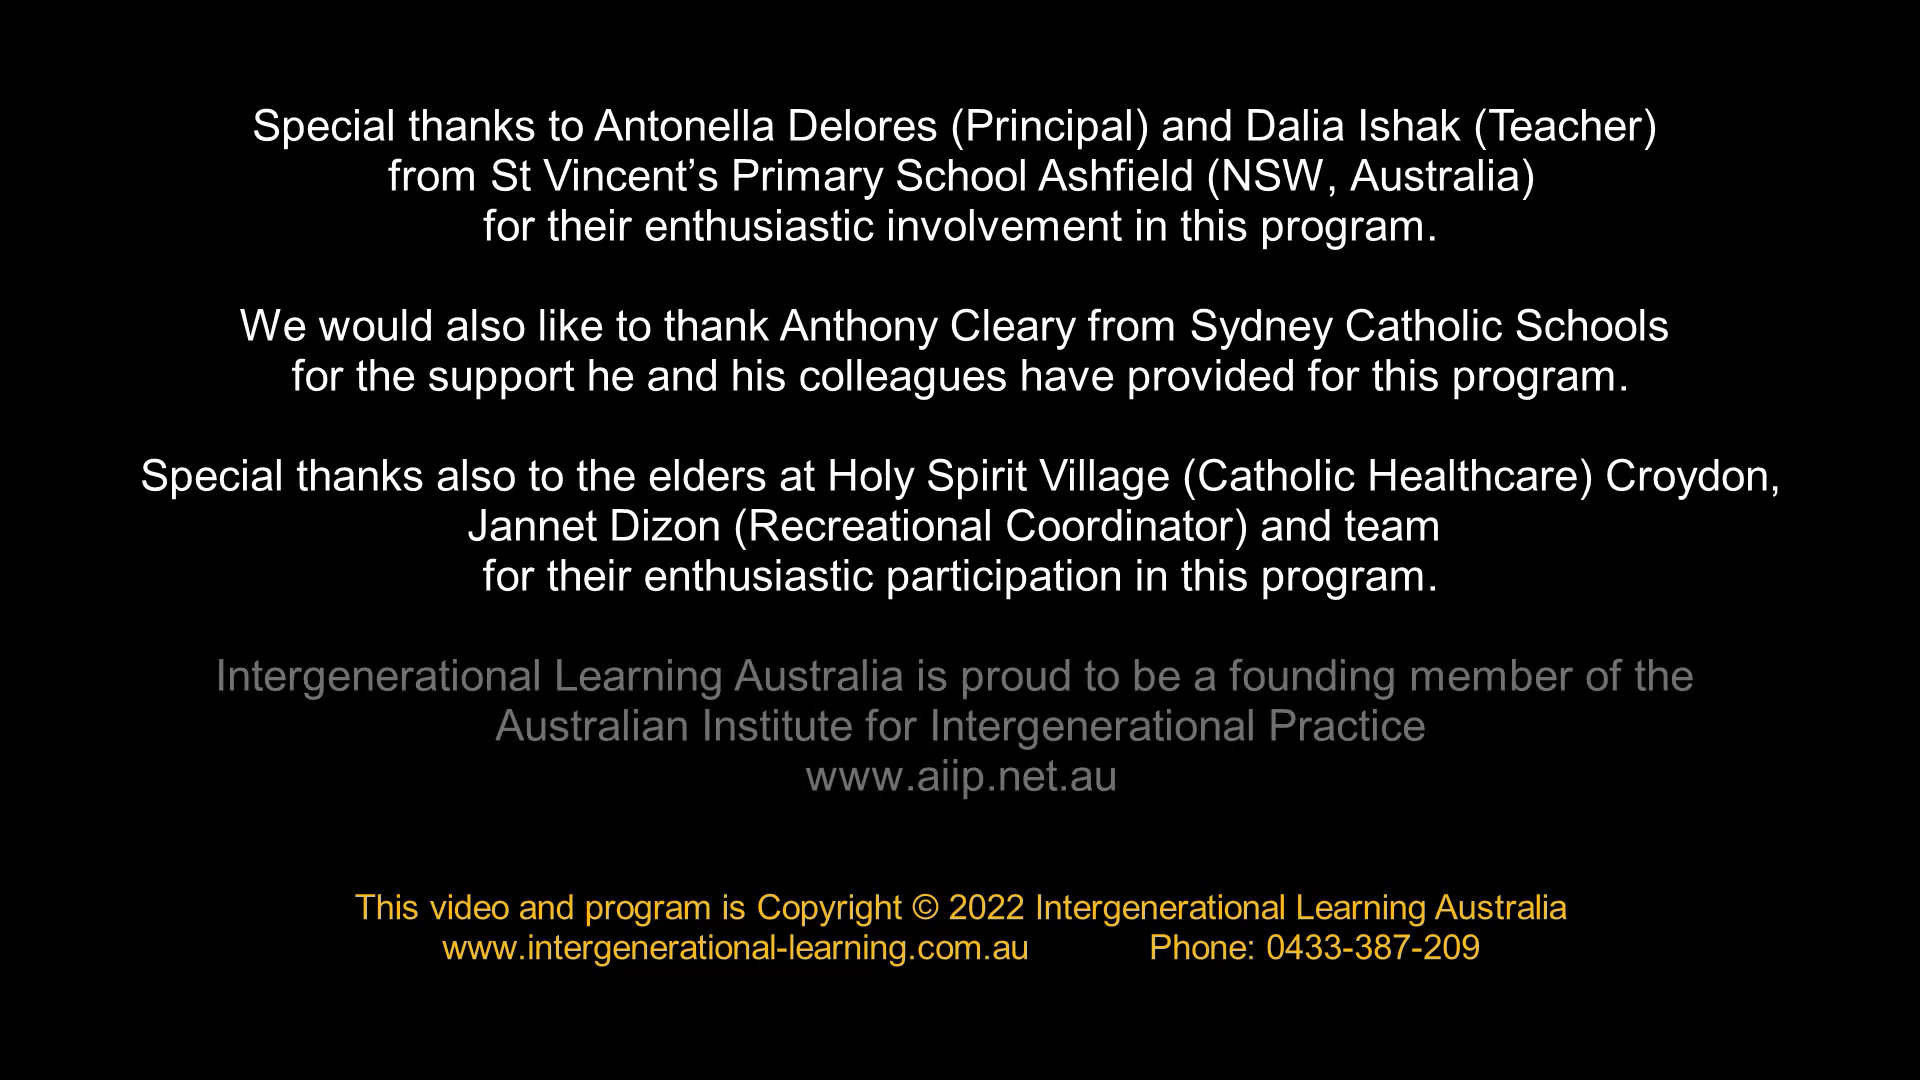 Special thanks to Antonella Delores (Principal) and Dalia Ishak (Teacher)
from St Vincent’s Primary School Ashfield (NSW, Australia)
for their enthusiastic involvement in this program.
We would also like to thank Anthony Cleary from Sydney Catholic Schools
for the support he and his colleagues have provided for this program.
Special thanks also to the elders at Holy Spirit Village (Catholic Healthcare) Croydon,
Jannet Dizon (Recreational Coordinator) and team
for their enthusiastic participation in this program.
Intergenerational Learning Australia is proud to be a founding member of the
Australian Institute for Intergenerational Practice
www.aiip.net.au
This video and program is Copyright © 2022 Intergenerational Learning Australia
www.intergenerational-learning.com.au Phone: 0433-387-209